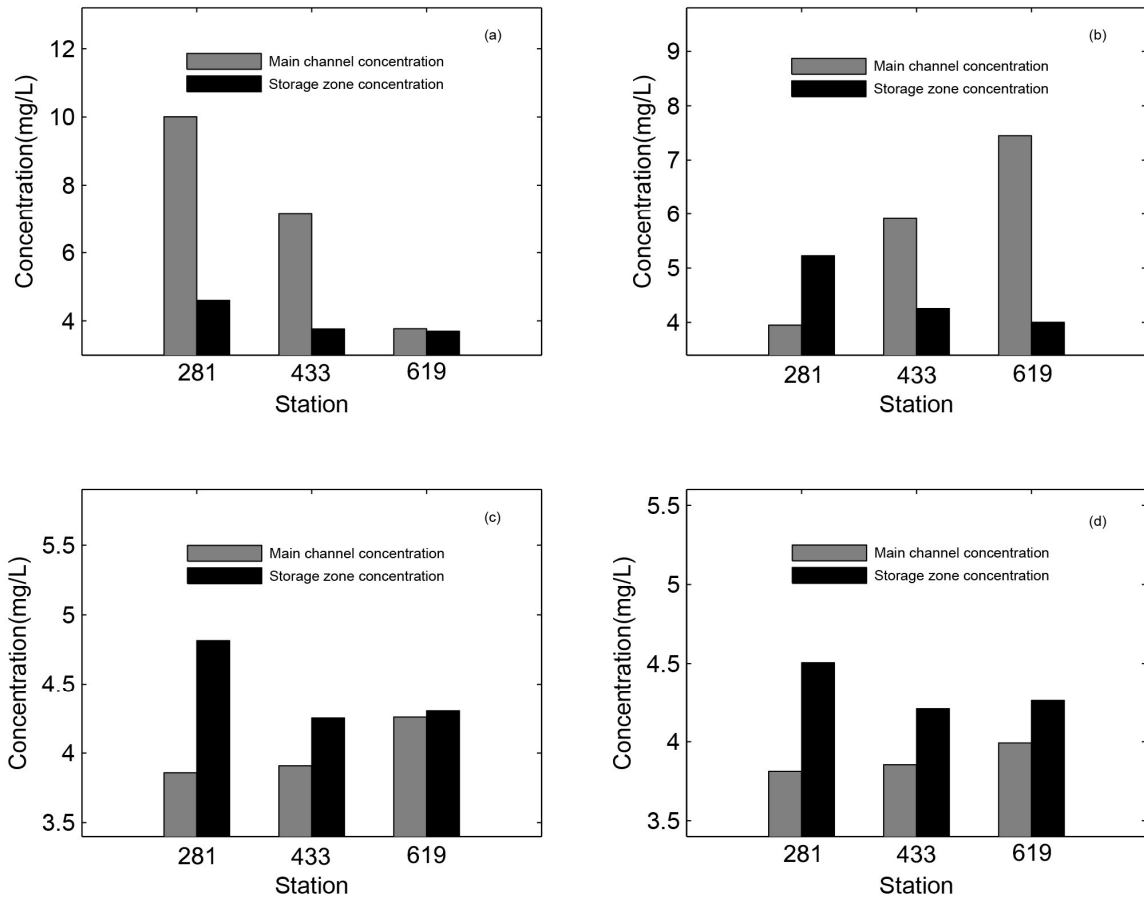 (a)
Main channel concentration
Storage zone concentration
Concentration(mg/L)
12
10
8
6
4
281 433 619
Station
(b)
Main channel concentration
Storage zone concentration
Concentration(mg/L)
9
8
7
6
5
4
281 433 619
Station
(c)
Main channel concentration
Storage zone concentration
Concentration(mg/L)
5.5
5
4.5
4
3.5
281 433 619
Station
(d)
Main channel concentration
Storage zone concentration
Concentration(mg/L)
5.5
5
4.5
4
3.5
281 433 619
Station